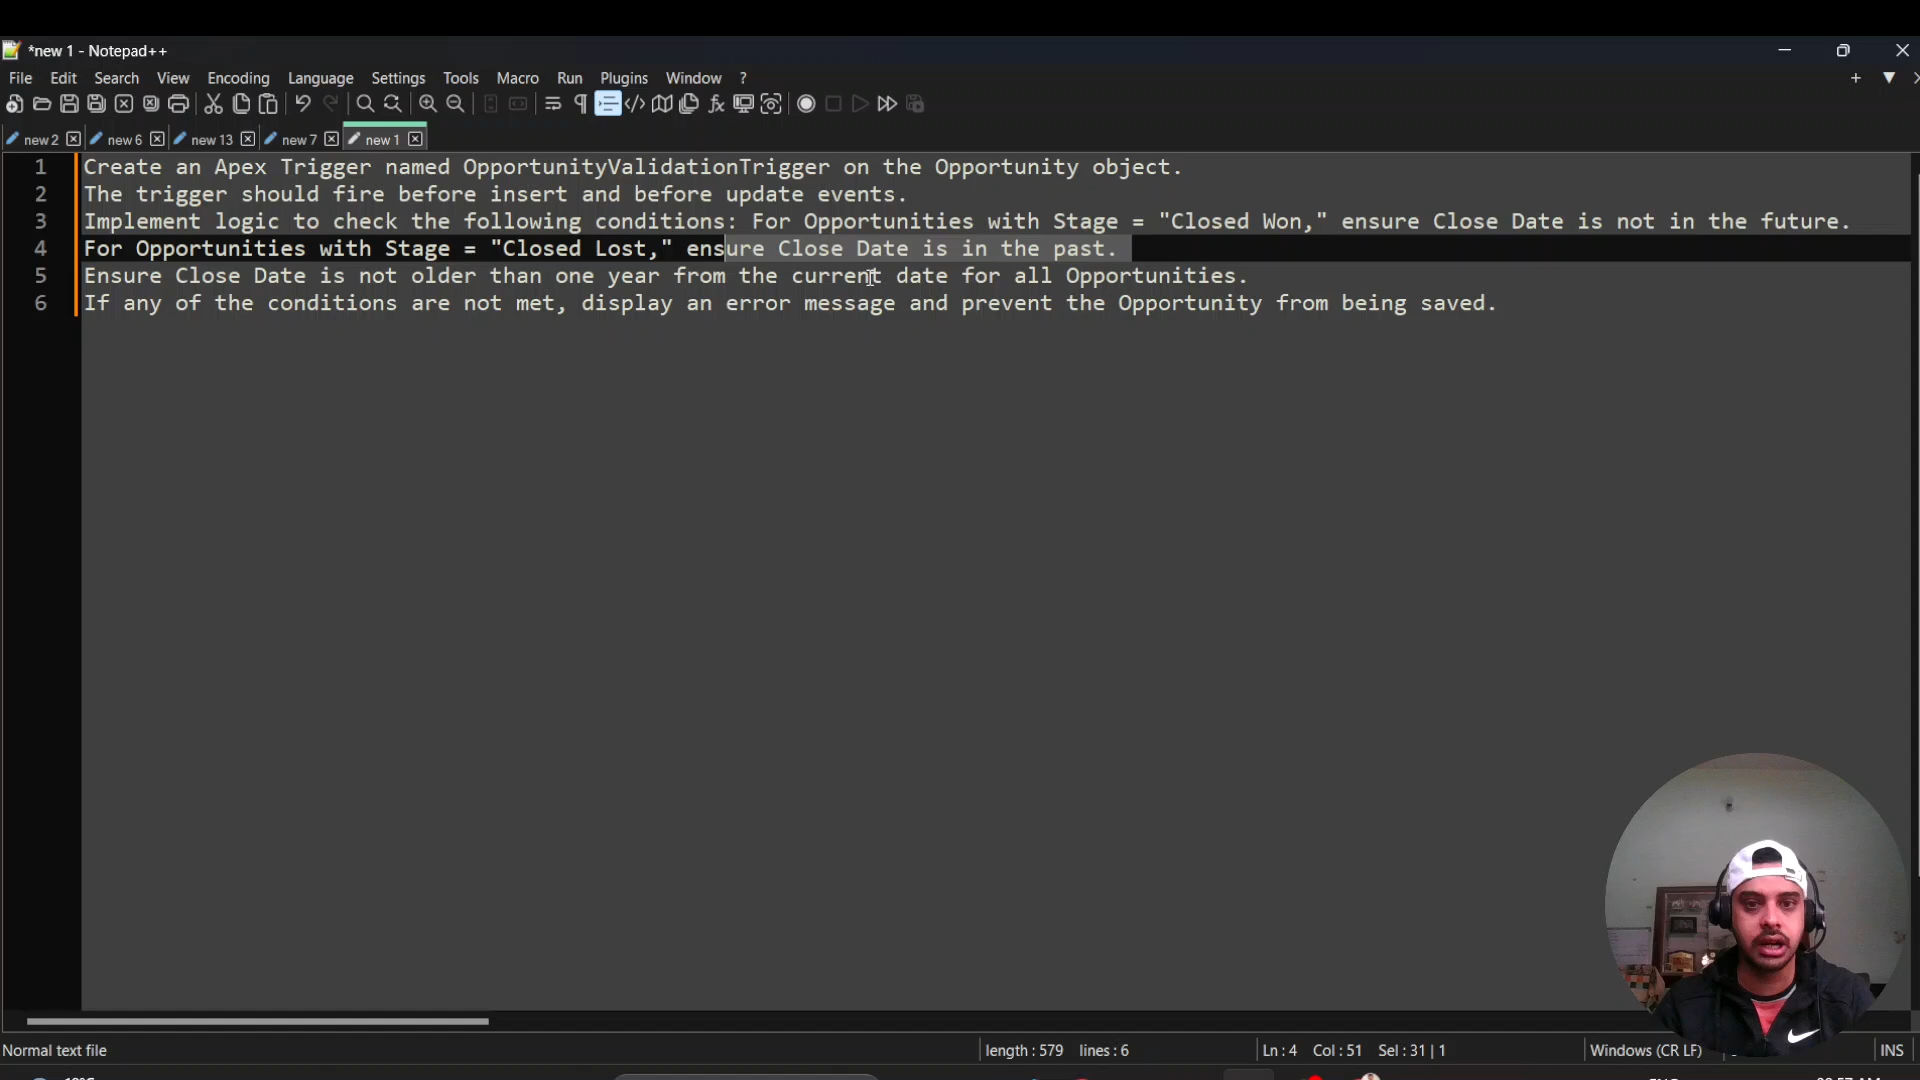 *new 1 - Notepad++
File Edit Search View Encoding Language Settings Tools Macro Run Plugins Window ?
new 2 new 6 new 13 new 7 new 1
1 Create an Apex Trigger named OpportunityValidationTrigger on the Opportunity object.
2 The trigger should fire before insert and before update events.
3 Implement logic to check the following conditions: For Opportunities with Stage = "Closed Won," ensure Close Date is not in the future.
4 For Opportunities with Stage = "Closed Lost," ensure Close Date is in the past.
5 Ensure Close Date is not older than one year from the current date for all Opportunities.
6 If any of the conditions are not met, display an error message and prevent the Opportunity from being saved.
Normal text file length : 579 lines : 6 Ln : 4 Col : 51 Sel : 31 | 1 Windows (CR LF) INS